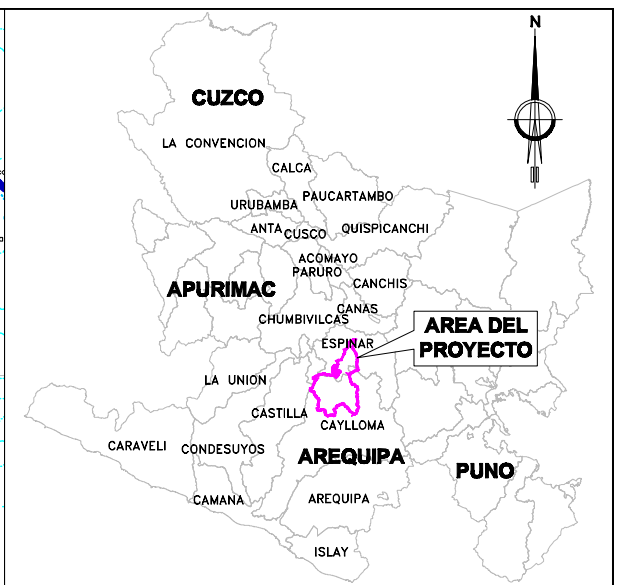 N
CUZCO
LA CONVENCION
CALCA
PAUCARTAMBO
URUBAMBA
ANTA
CUSCO
QUISPICANCHI
ACOMAYO
PARURO
CANCHIS
APURIMAC
CANAS
CHUMBIVILCAS
AREA DEL
PROYECTO
ESPINAR
LA UNION
CASTILLA
CAYLLOMA
CARAVELI
CONDESUYOS
AREQUIPA
PUNO
CAMANA
AREQUIPA
ISLAY